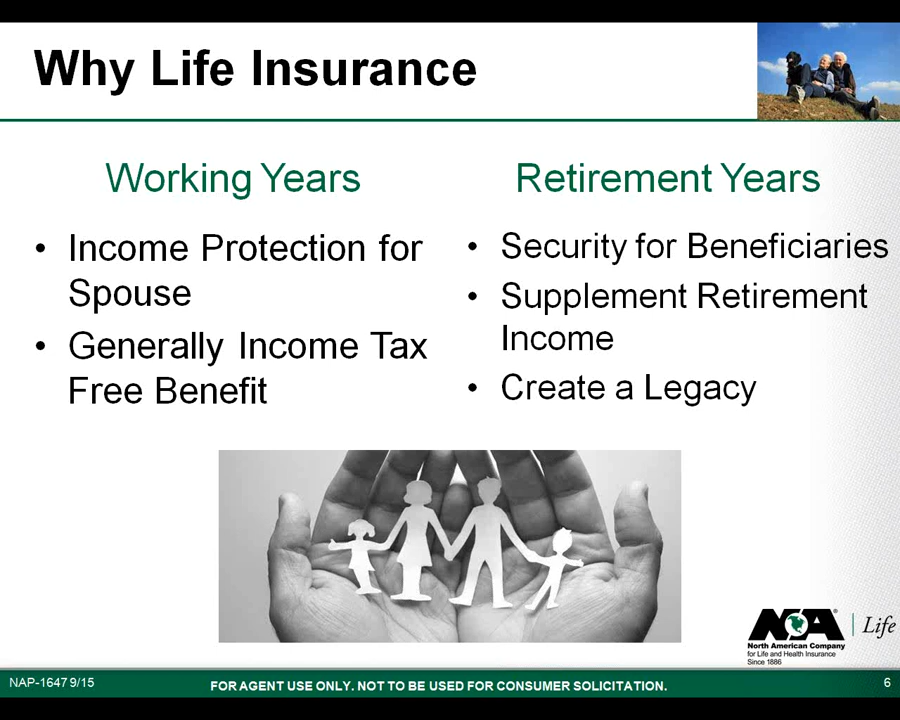 Why Life Insurance
Working Years
• Income Protection for
Spouse
• Generally Income Tax
Free Benefit
Retirement Years
• Security for Beneficiaries
• Supplement Retirement
Income
• Create a Legacy
NA® | Life
North American Company
for Life and Health Insurance
Since 1886
NAP-1647 9/15
FOR AGENT USE ONLY. NOT TO BE USED FOR CONSUMER SOLICITATION.
6